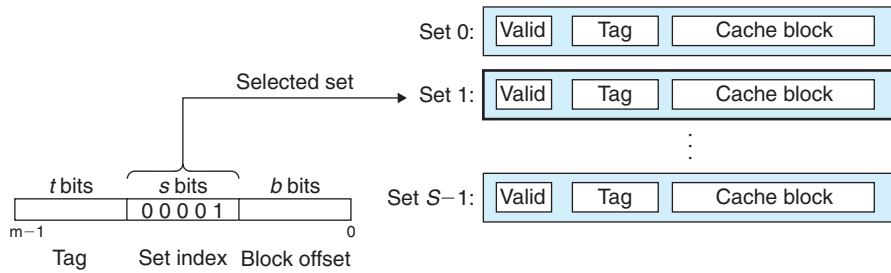 Set 0: Valid Tag Cache block
Selected set
Set 1: Valid Tag Cache block
⋮
t bits s bits b bits
Set S−1: Valid Tag Cache block
0 0 0 0 1
m−1 0
Tag Set index Block offset